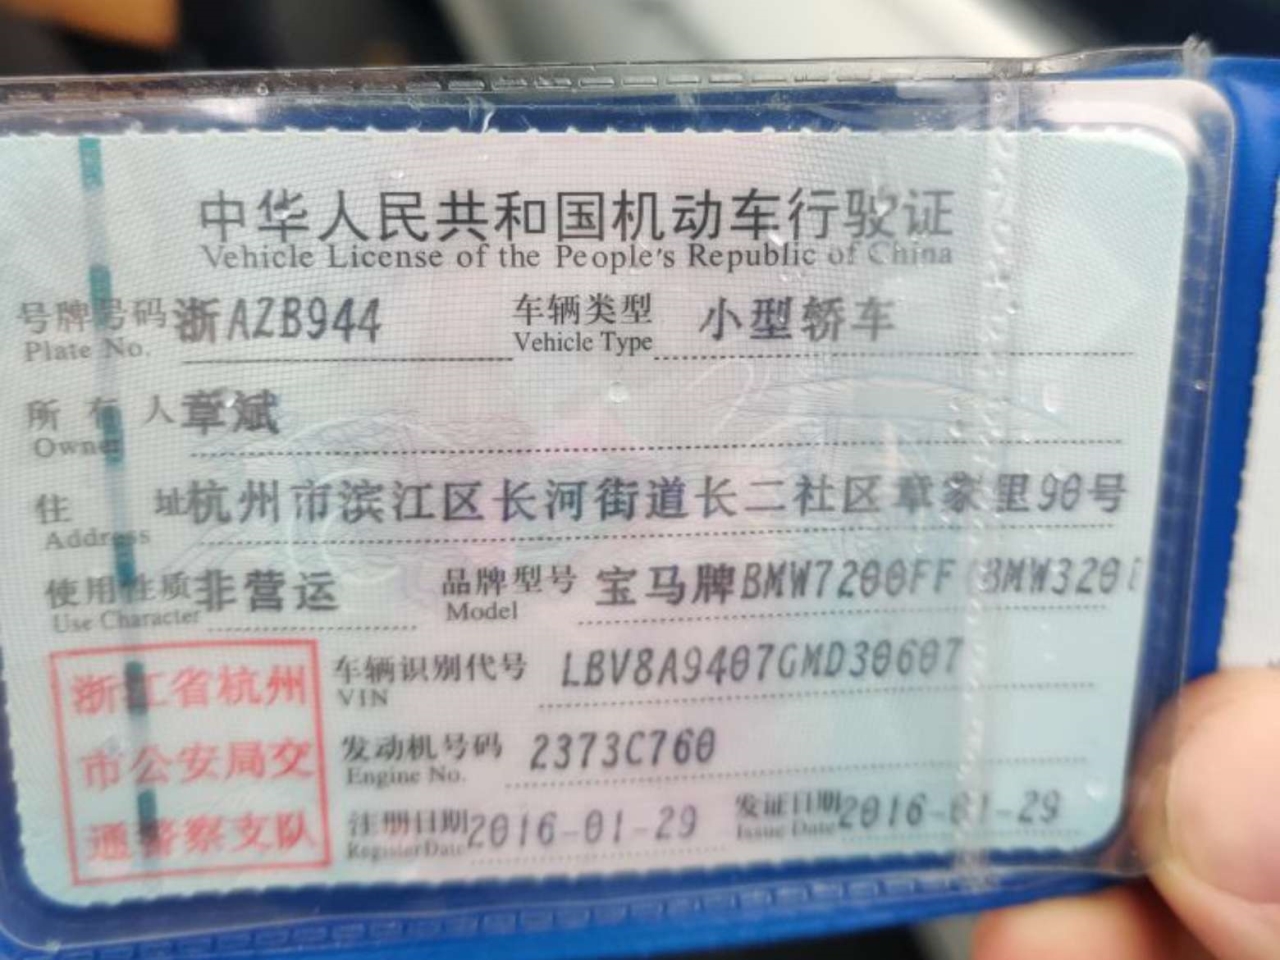 中华人民共和国机动车行驶证
Vehicle License of the People's Republic of China
号牌号码 浙AZB944 车辆类型 小型轿车
Plate No. Vehicle Type
所有人 章斌
Owner
住址 杭州市滨江区长河街道长二社区章家里90号
Address
使用性质 非营运 品牌型号 宝马牌BMW7200FF(BMW320
Use Character Model
浙江省杭州
市公安局交
通警察支队
车辆识别代号 LBV8A9407GMD30607
VIN
发动机号码 2373C760
Engine No.
注册日期 2016-01-29 发证日期 2016-01-29
Register Date Issue Date